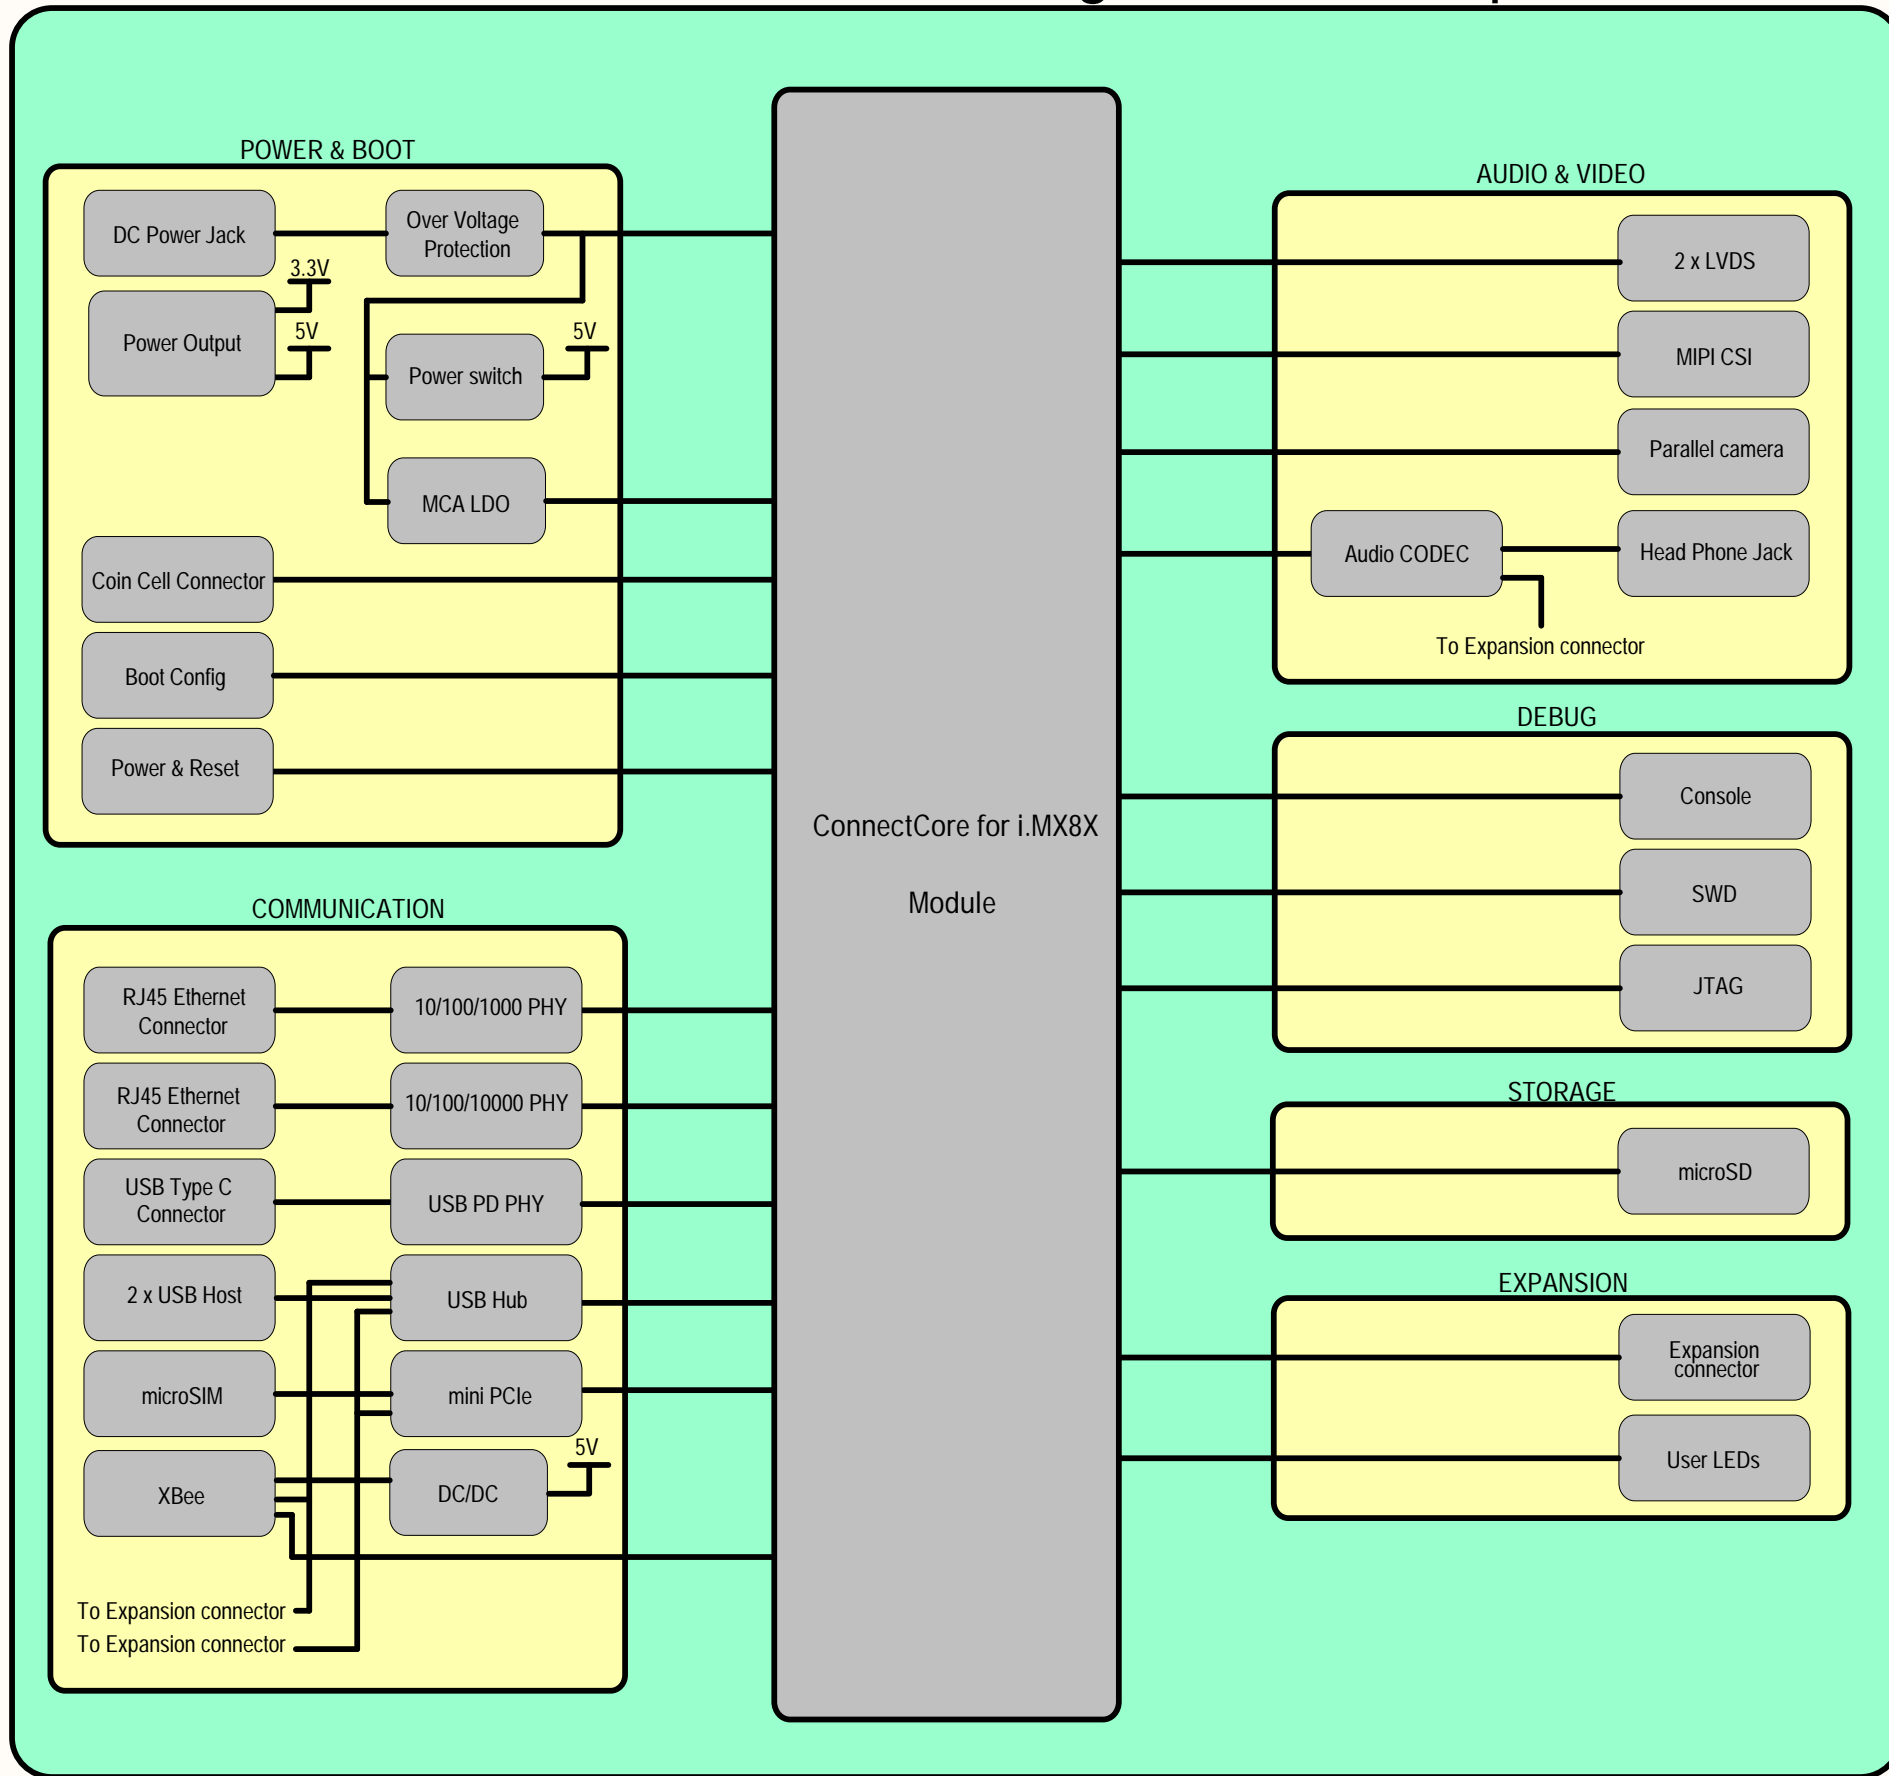 POWER & BOOT
DC Power Jack
Over Voltage
Protection
3.3V
Power Output
5V
Power switch
5V
MCA LDO
Coin Cell Connector
Boot Config
Power & Reset
COMMUNICATION
RJ45 Ethernet
Connector
10/100/1000 PHY
RJ45 Ethernet
Connector
10/100/10000 PHY
USB Type C
Connector
USB PD PHY
2 x USB Host
USB Hub
microSIM
mini PCIe
XBee
DC/DC
5V
To Expansion connector
To Expansion connector
ConnectCore for i.MX8X
Module
AUDIO & VIDEO
2 x LVDS
MIPI CSI
Parallel camera
Audio CODEC
Head Phone Jack
To Expansion connector
DEBUG
Console
SWD
JTAG
STORAGE
microSD
EXPANSION
Expansion
connector
User LEDs